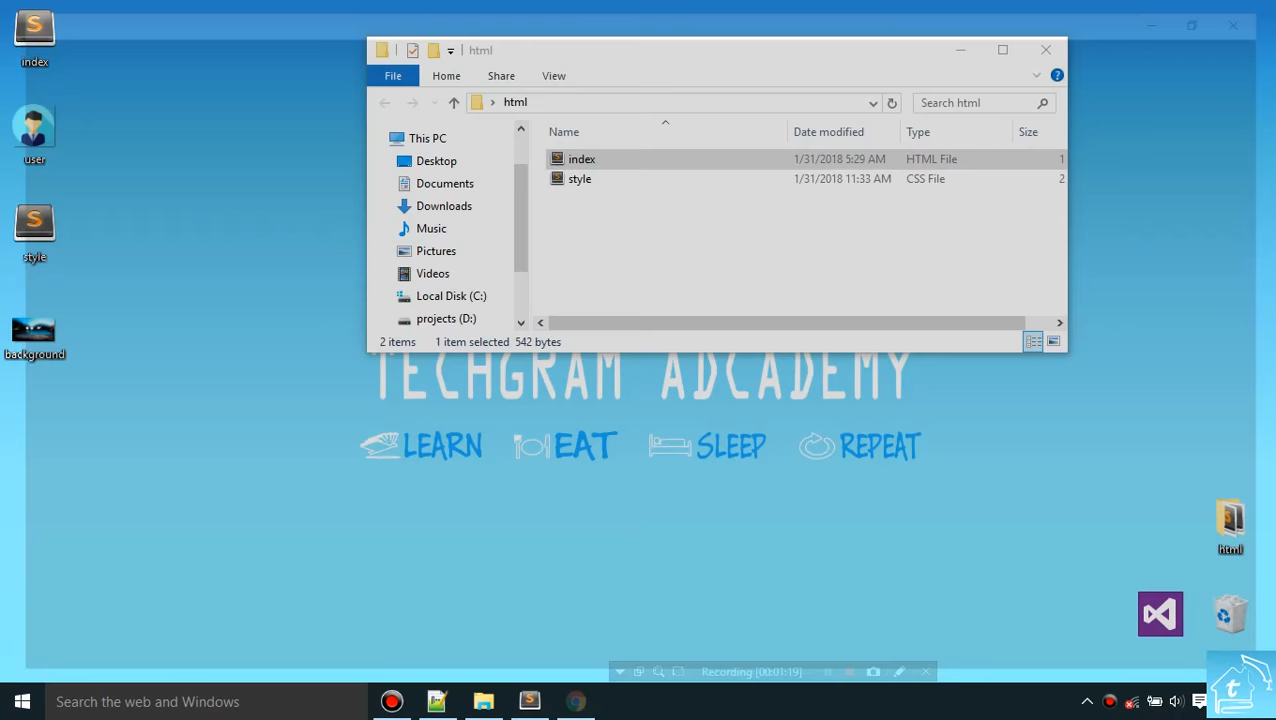 index
user
style
background
html
File
Home
Share
View
html
Search html
This PC
Desktop
Documents
Downloads
Music
Pictures
Videos
Local Disk (C:)
projects (D:)
Name
Date modified
Type
Size
index
1/31/2018 5:29 AM
HTML File
1
style
1/31/2018 11:33 AM
CSS File
2
2 items
1 item selected
542 bytes
TECHGRAM ADCADEMY
LEARN
EAT
SLEEP
REPEAT
html
Recording [00:01:19]
Search the web and Windows